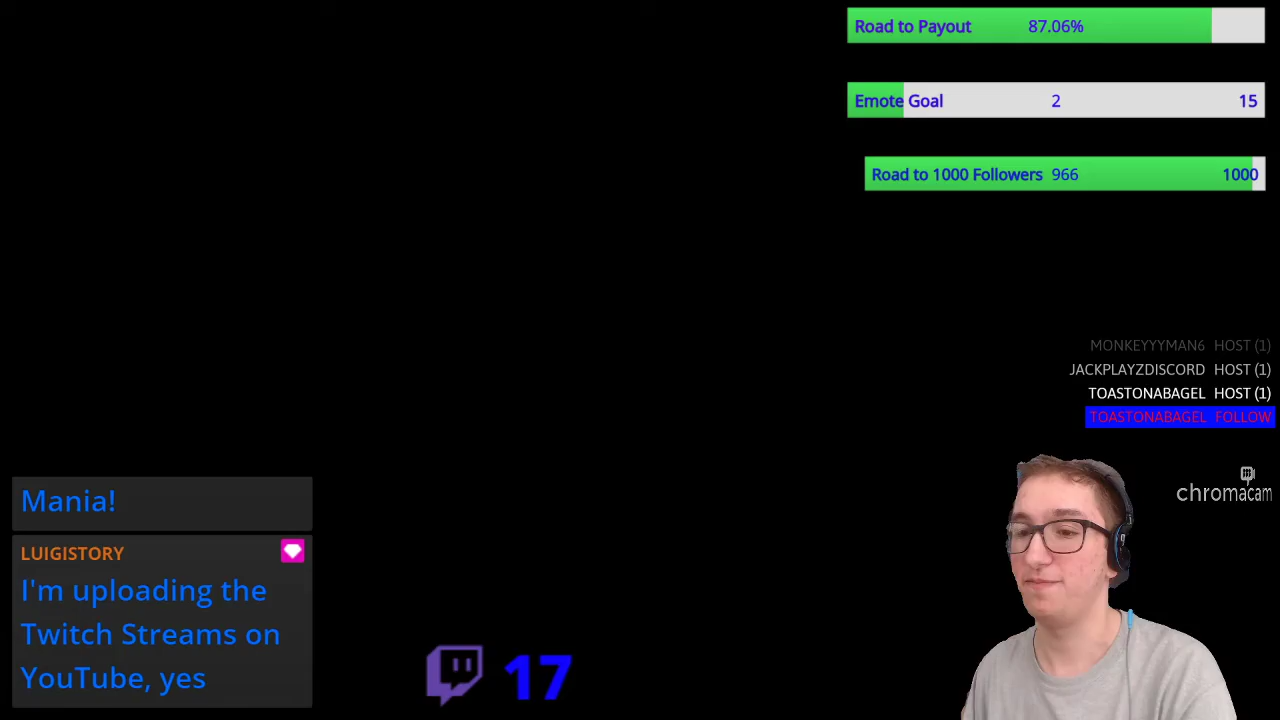 Road to Payout 87.06%
Emote Goal 2 15
Road to 1000 Followers 966 1000
MONKEYYYMAN6 HOST (1)
JACKPLAYZDISCORD HOST (1)
TOASTONABAGEL HOST (1)
TOASTONABAGEL FOLLOW
chromacam
Mania!
LUIGISTORY
I'm uploading the
Twitch Streams on
YouTube, yes
17